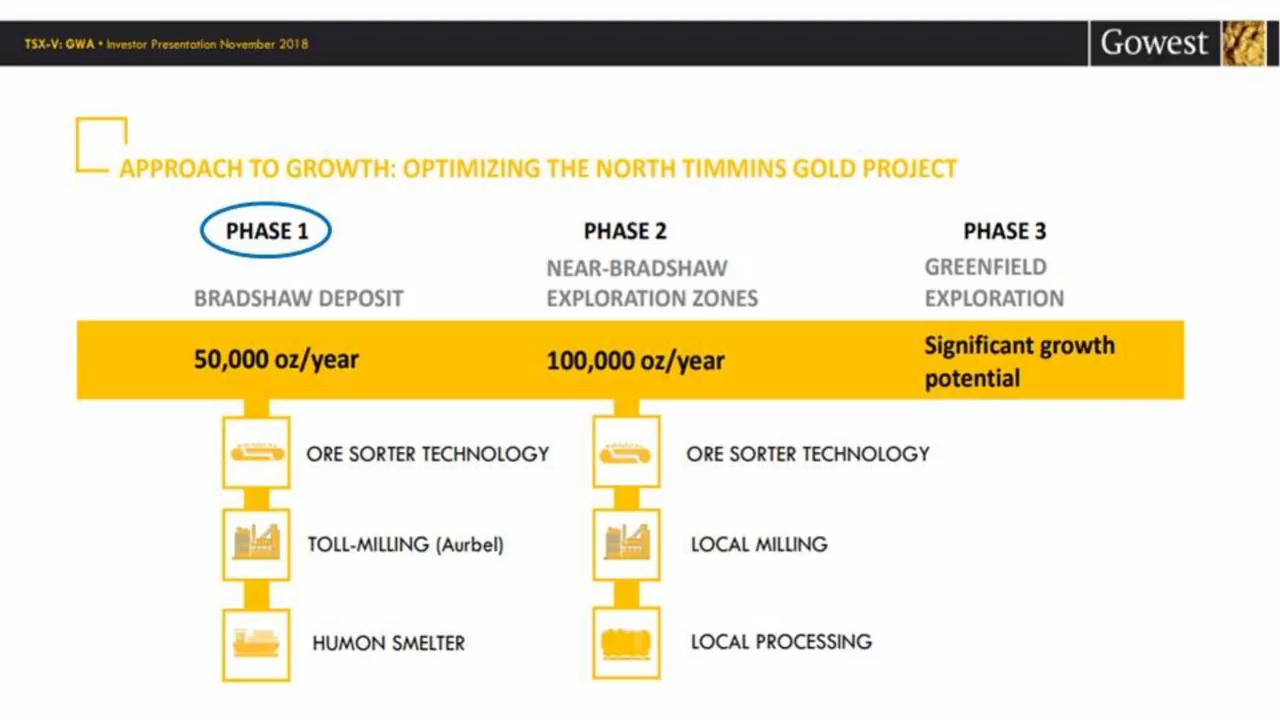 TSX-V: GWA • Investor Presentation November 2018
Gowest
APPROACH TO GROWTH: OPTIMIZING THE NORTH TIMMINS GOLD PROJECT
PHASE 1
BRADSHAW DEPOSIT
50,000 oz/year
ORE SORTER TECHNOLOGY
TOLL-MILLING (Aurbel)
HUMON SMELTER
PHASE 2
NEAR-BRADSHAW
EXPLORATION ZONES
100,000 oz/year
ORE SORTER TECHNOLOGY
LOCAL MILLING
LOCAL PROCESSING
PHASE 3
GREENFIELD
EXPLORATION
Significant growth
potential